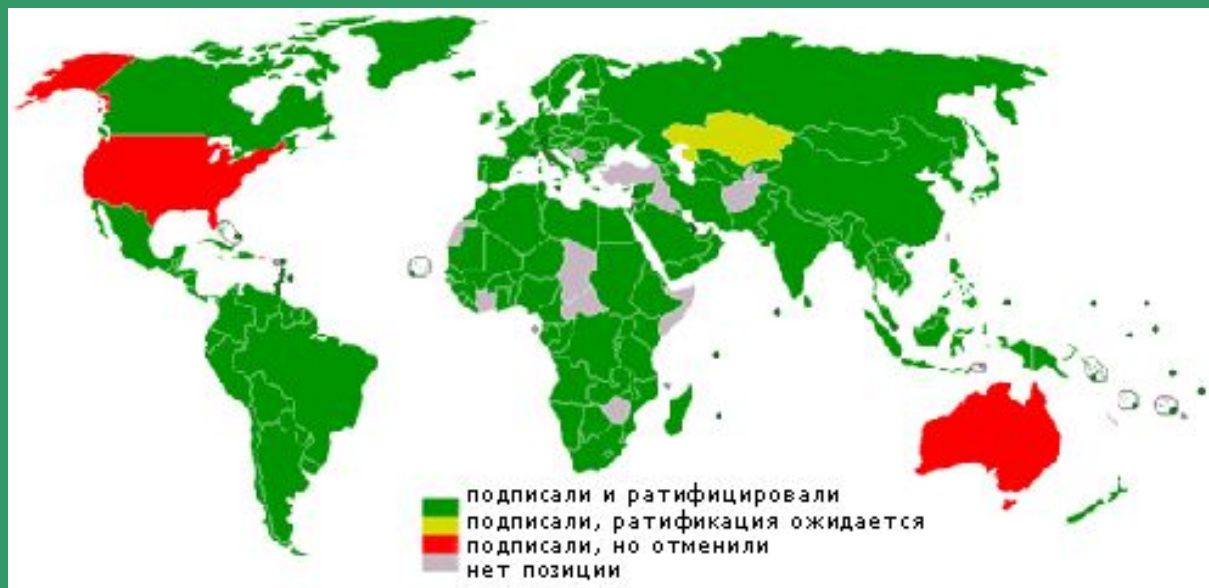 подписали и ратифицировали
подписали, ратификация ожидается
подписали, но отменили
нет позиции